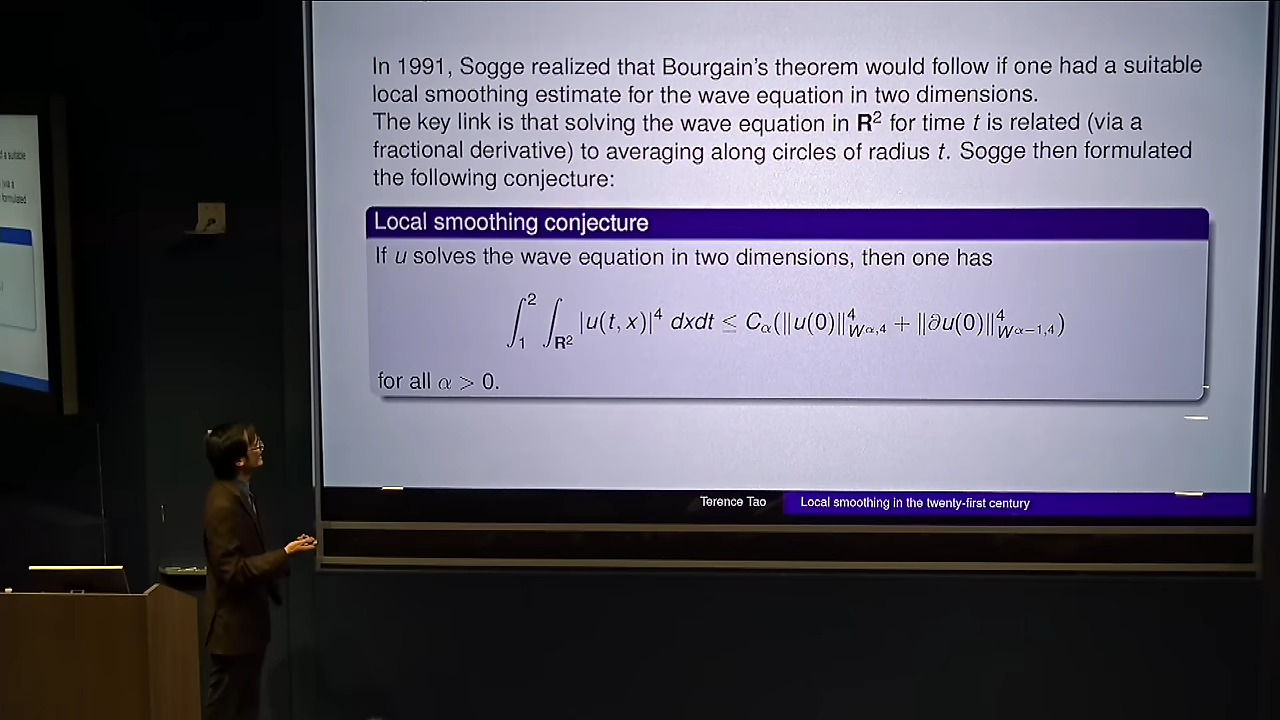 In 1991, Sogge realized that Bourgain's theorem would follow if one had a suitable
local smoothing estimate for the wave equation in two dimensions.
The key link is that solving the wave equation in R² for time t is related (via a
fractional derivative) to averaging along circles of radius t. Sogge then formulated
the following conjecture:
Local smoothing conjecture
If u solves the wave equation in two dimensions, then one has
∫₁² ∫_{R²} |u(t, x)|⁴ dxdt ≤ C_α(‖u(0)‖⁴_{W^{α,4}} + ‖∂u(0)‖⁴_{W^{α−1,4}})
for all α > 0.
Terence Tao Local smoothing in the twenty-first century